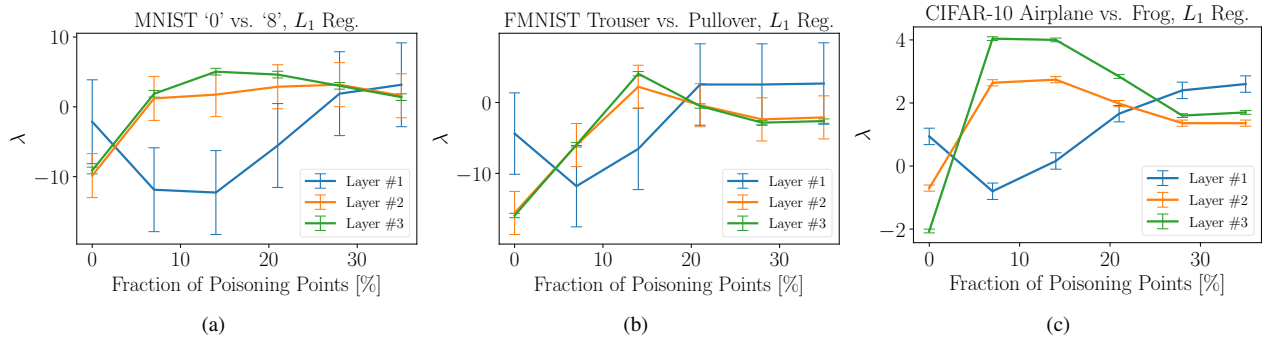 MNIST ‘0’ vs. ‘8’, L₁ Reg.
10
0
−10
λ
Layer #1
Layer #2
Layer #3
0
10
20
30
Fraction of Poisoning Points [%]
(a)
FMNIST Trouser vs. Pullover, L₁ Reg.
0
−10
λ
Layer #1
Layer #2
Layer #3
0
10
20
30
Fraction of Poisoning Points [%]
(b)
CIFAR-10 Airplane vs. Frog, L₁ Reg.
4
2
0
−2
λ
Layer #1
Layer #2
Layer #3
0
10
20
30
Fraction of Poisoning Points [%]
(c)